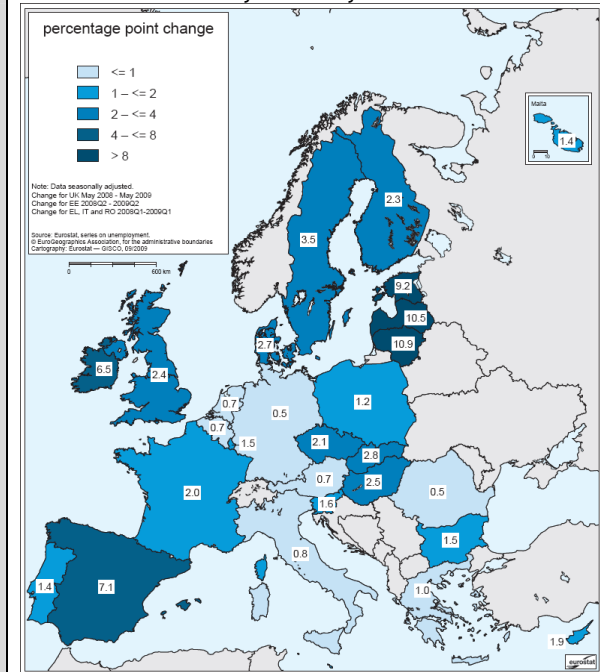 percentage point change
<= 1
1 – <= 2
2 – <= 4
4 – <= 8
> 8
Note: Data seasonally adjusted.
Change for UK May 2008 - May 2009
Change for EE 2008Q2 - 2009Q2
Change for EL, IT and RO 2008Q1-2009Q1
Source: Eurostat, series on unemployment.
© EuroGeographics Association, for the administrative boundaries
Cartography: Eurostat — GISCO, 09/2009
0 600 km
Malta
1.4
0 10
2.3
3.5
9.2
10.5
10.9
2.7
6.5
2.4
0.7
0.5
1.2
0.7
1.5
2.1
2.8
0.7
2.5
2.0
0.5
1.6
1.5
0.8
1.4
7.1
1.0
1.9
eurostat